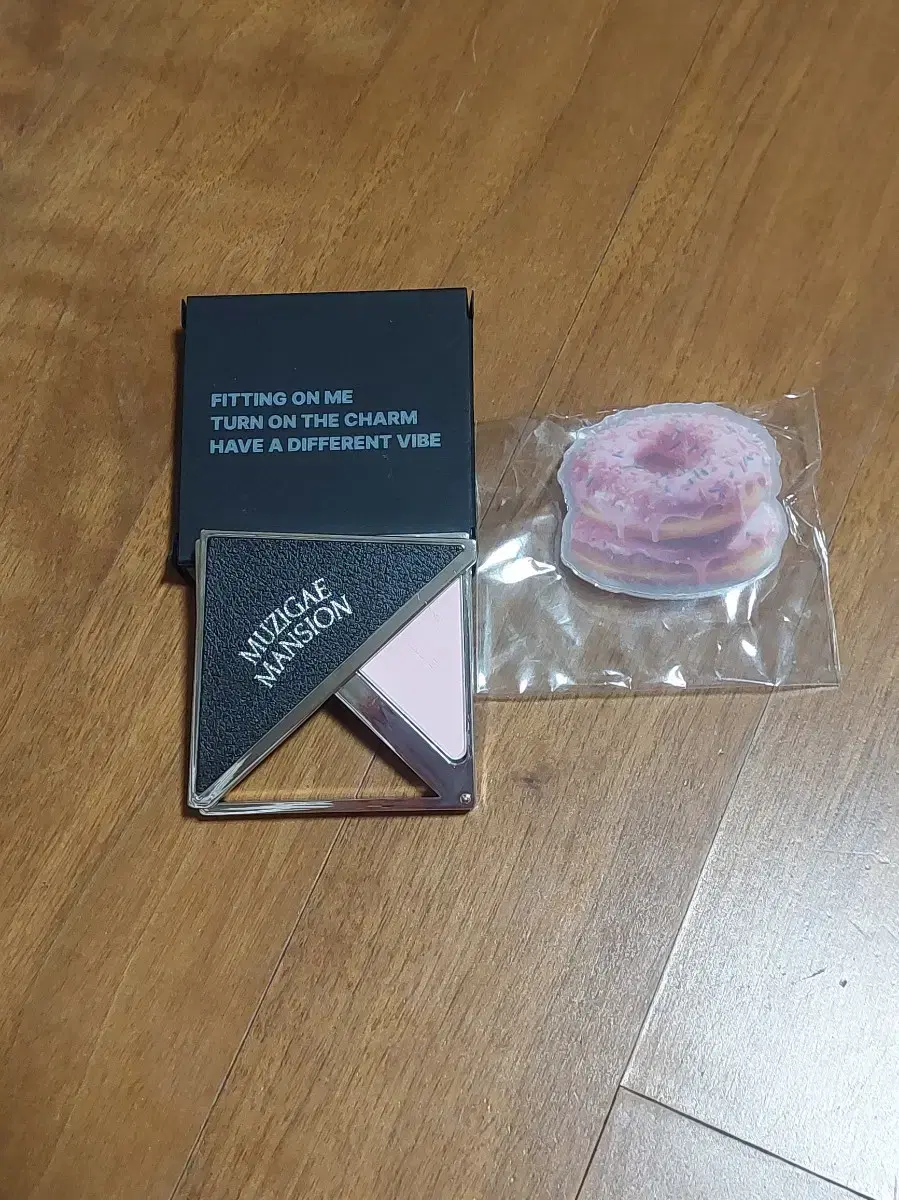 FITTING ON ME
TURN ON THE CHARM
HAVE A DIFFERENT VIBE
MUZIGAE
MANSION